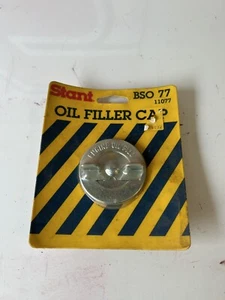 Stant
BSO 77
11077
OIL FILLER CAP